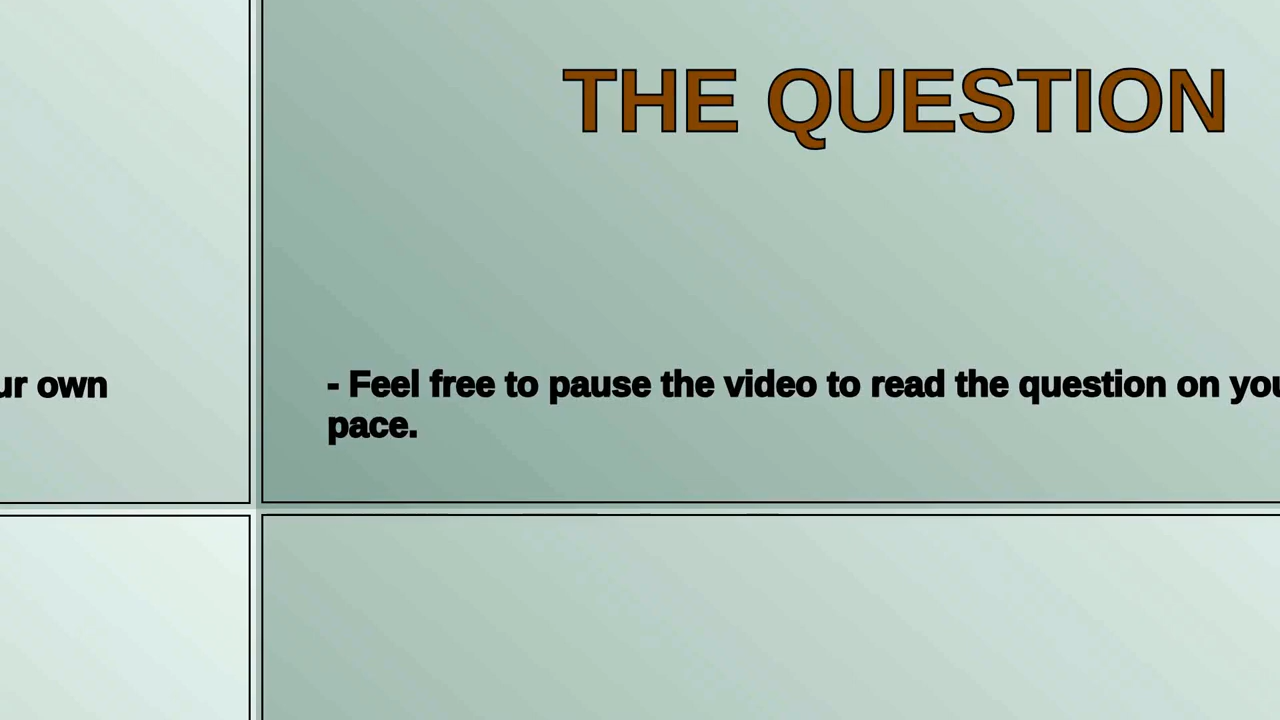 THE QUESTION
ur own
- Feel free to pause the video to read the question on you
pace.